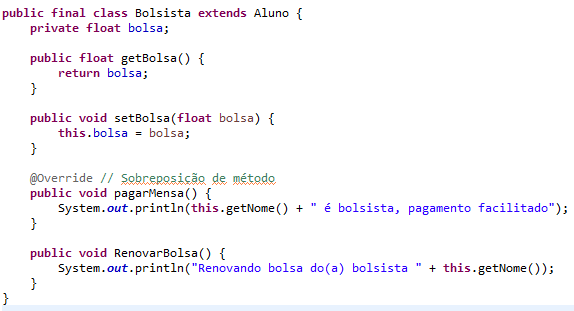 public final class Bolsista extends Aluno {
private float bolsa;
public float getBolsa() {
return bolsa;
}
public void setBolsa(float bolsa) {
this.bolsa = bolsa;
}
@Override // Sobreposição de método
public void pagarMensa() {
System.out.println(this.getNome() + " é bolsista, pagamento facilitado");
}
public void RenovarBolsa() {
System.out.println("Renovando bolsa do(a) bolsista " + this.getNome());
}
}